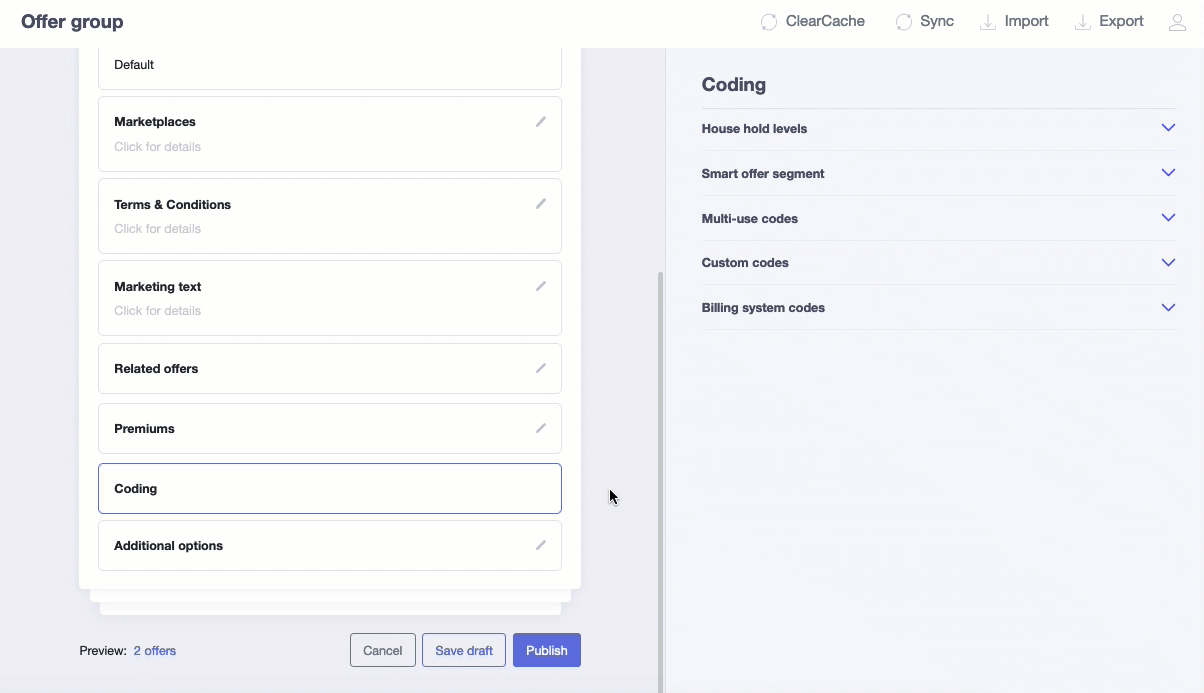 Offer group
ClearCache
Sync
Import
Export
Default
Marketplaces
Click for details
Terms & Conditions
Click for details
Marketing text
Click for details
Related offers
Premiums
Coding
Additional options
Preview: 2 offers
Cancel
Save draft
Publish
Coding
House hold levels
Smart offer segment
Multi-use codes
Custom codes
Billing system codes